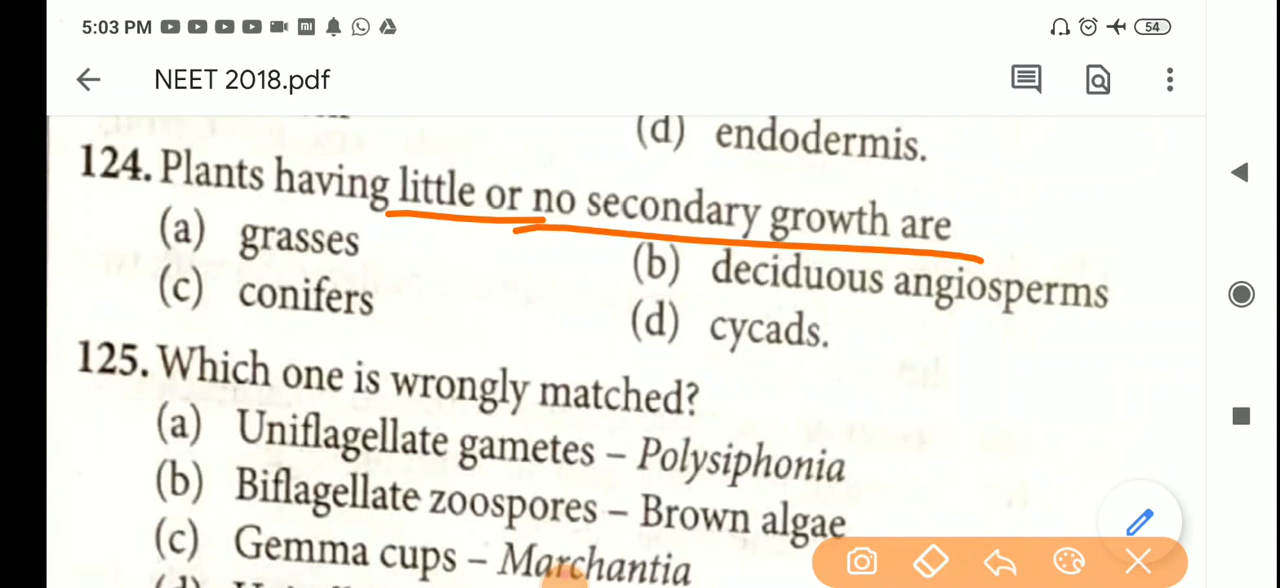 5:03 PM
54
NEET 2018.pdf
(d) endodermis.
124. Plants having little or no secondary growth are
(a) grasses
(b) deciduous angiosperms
(c) conifers
(d) cycads.
125. Which one is wrongly matched?
(a) Uniflagellate gametes – Polysiphonia
(b) Biflagellate zoospores – Brown algae
(c) Gemma cups – Marchantia